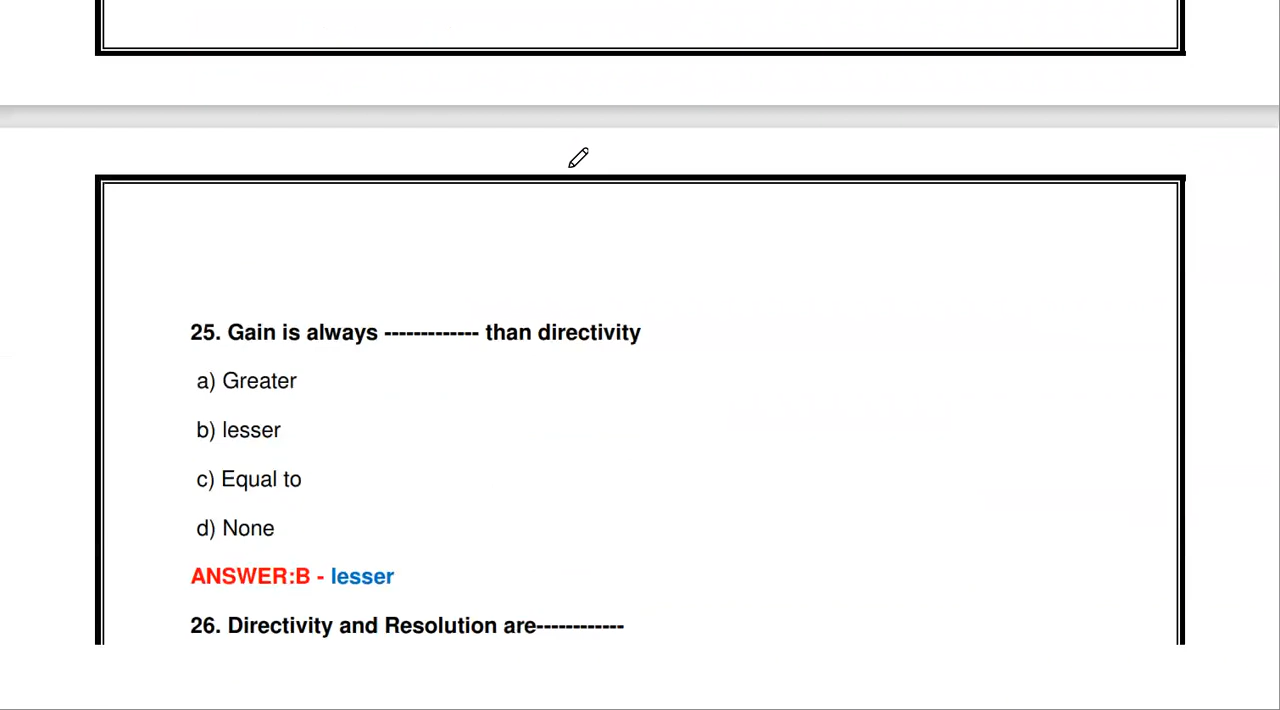 25. Gain is always ------------- than directivity
a) Greater
b) lesser
c) Equal to
d) None
ANSWER:B - lesser
26. Directivity and Resolution are------------